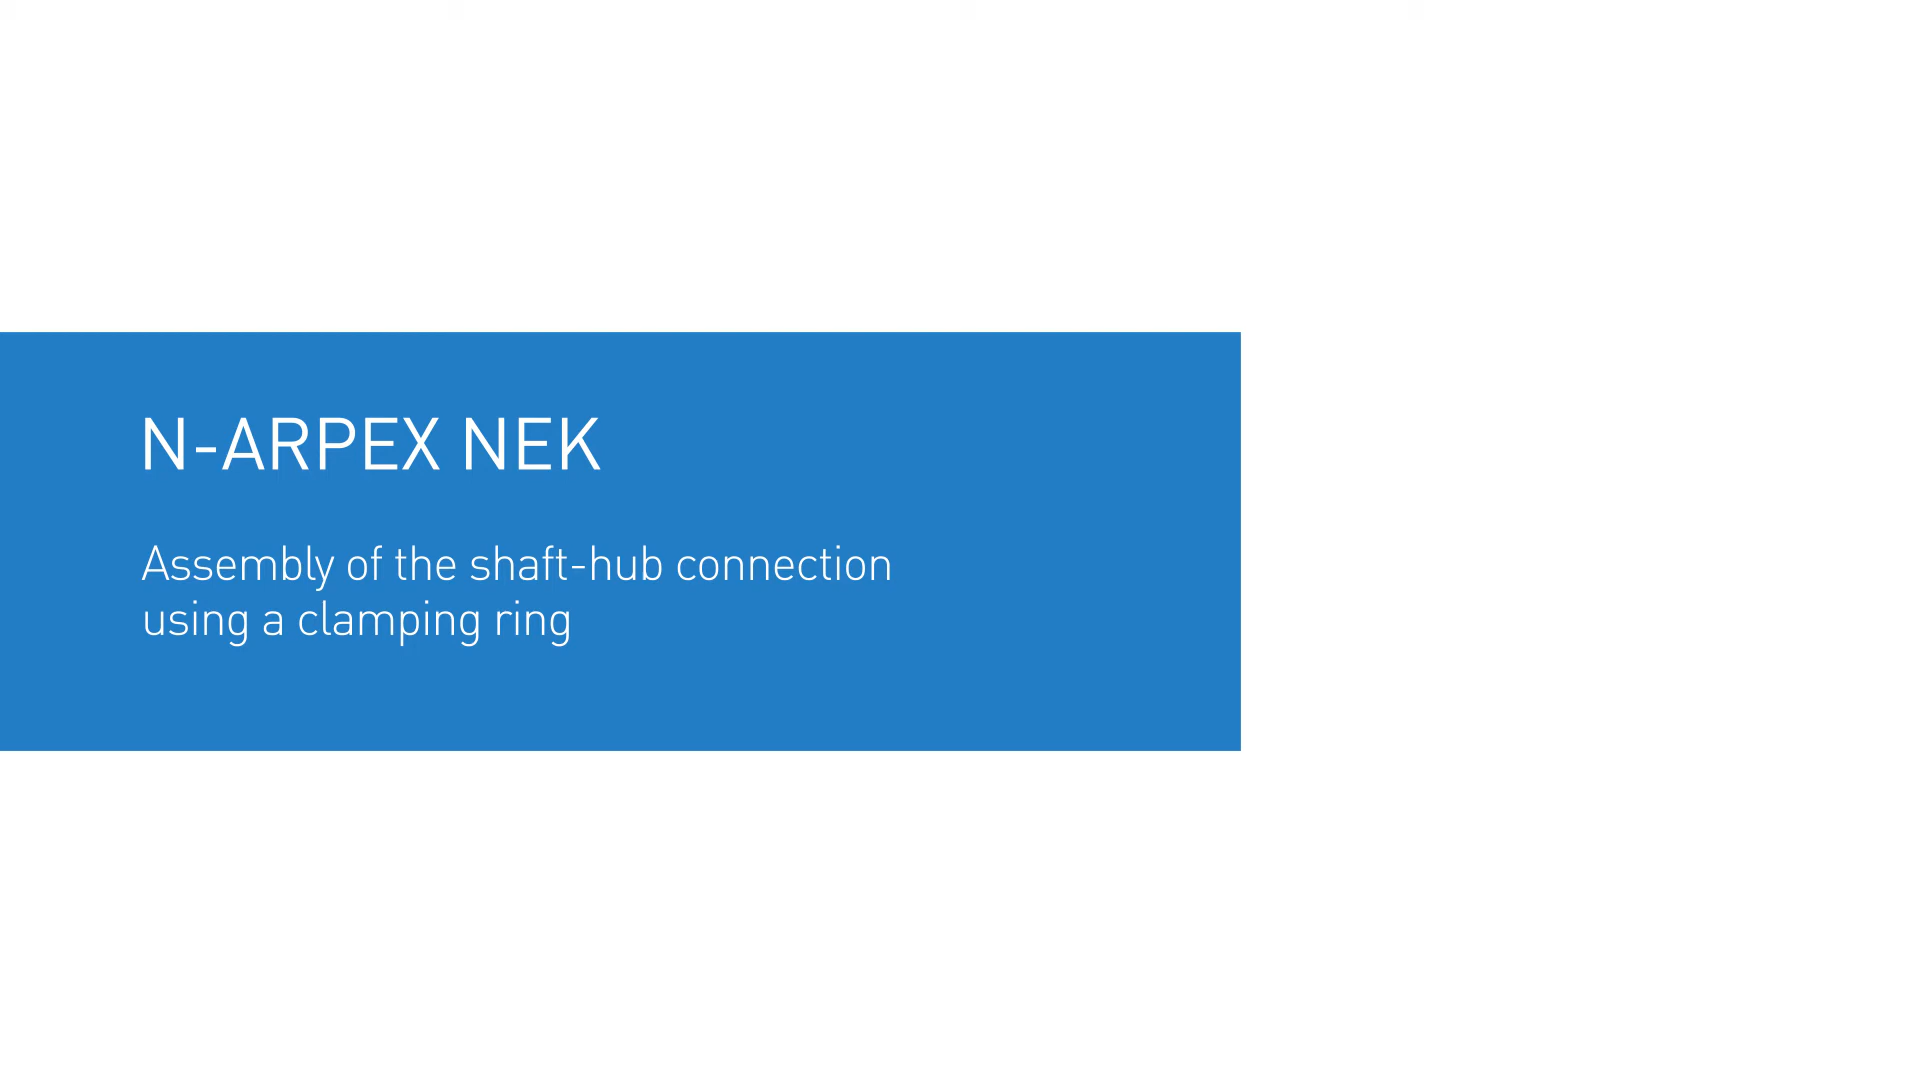 N-ARPEX NEK
Assembly of the shaft-hub connection
using a clamping ring